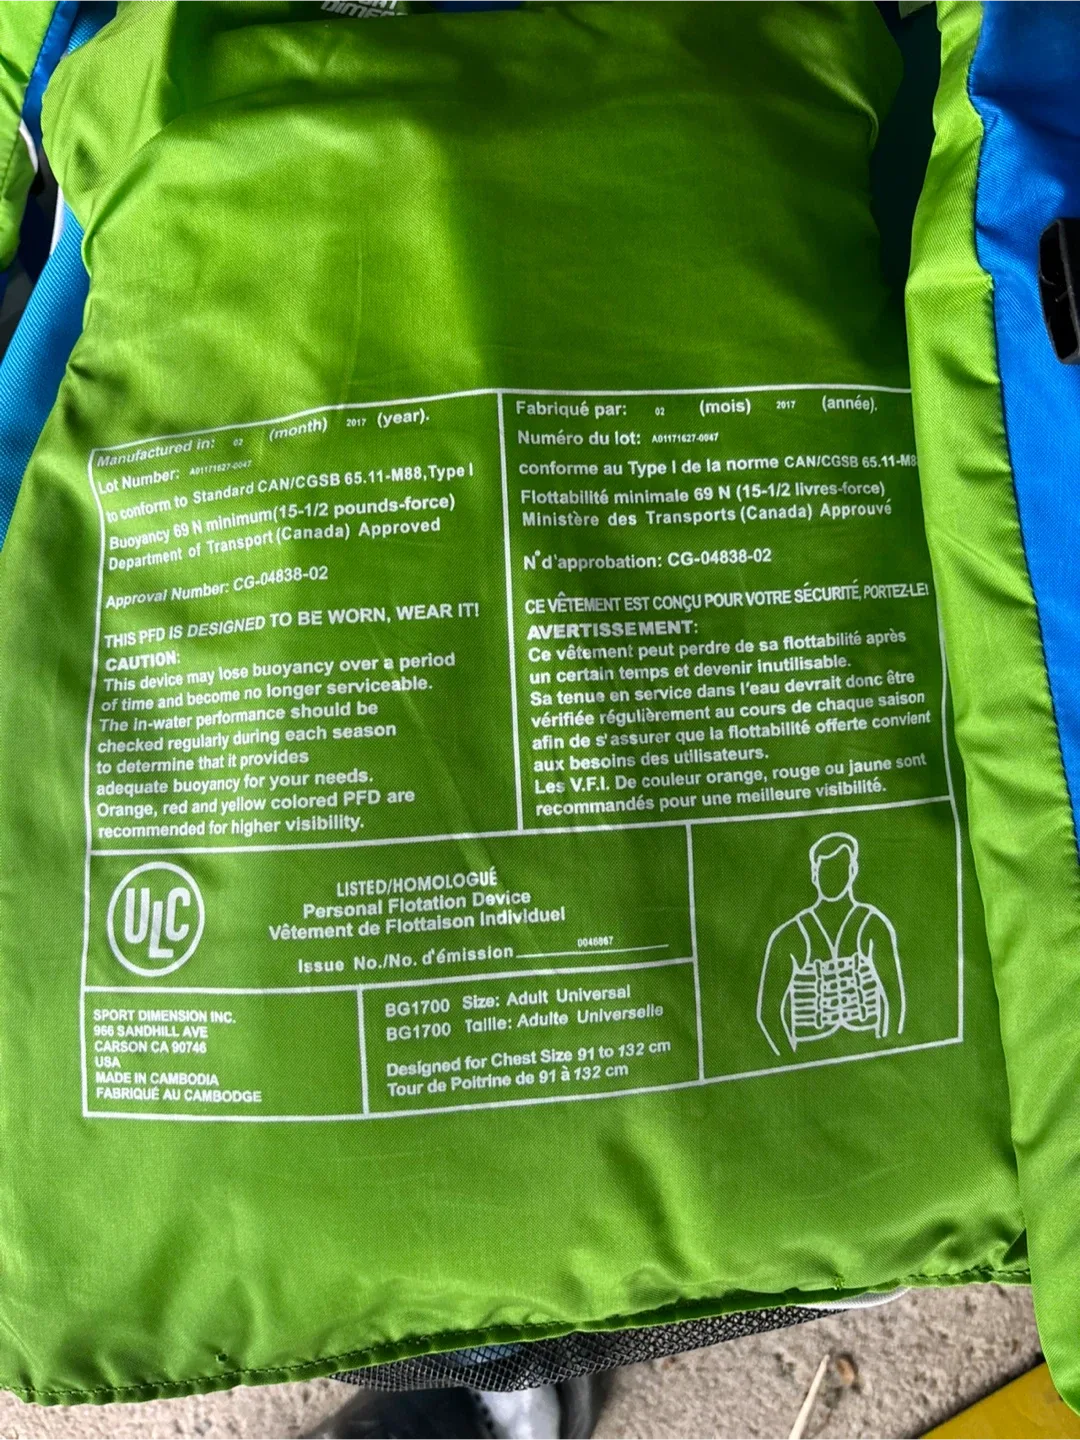 Manufactured in: 02 (month) 2017 (year).
Lot Number: A01171627-0047
to conform to Standard CAN/CGSB 65.11-M88, Type I
Buoyancy 69 N minimum(15-1/2 pounds-force)
Department of Transport (Canada) Approved
Approval Number: CG-04838-02
THIS PFD IS DESIGNED TO BE WORN, WEAR IT!
CAUTION:
This device may lose buoyancy over a period
of time and become no longer serviceable.
The in-water performance should be
checked regularly during each season
to determine that it provides
adequate buoyancy for your needs.
Orange, red and yellow colored PFD are
recommended for higher visibility.
Fabriqué par: 02 (mois) 2017 (année).
Numéro du lot: A01171627-0047
conforme au Type I de la norme CAN/CGSB 65.11-M8
Flottabilité minimale 69 N (15-1/2 livres-force)
Ministère des Transports (Canada) Approuvé
N° d'approbation: CG-04838-02
CE VÊTEMENT EST CONÇU POUR VOTRE SÉCURITÉ, PORTEZ-LE!
AVERTISSEMENT:
Ce vêtement peut perdre de sa flottabilité après
un certain temps et devenir inutilisable.
Sa tenue en service dans l'eau devrait donc être
vérifiée régulièrement au cours de chaque saison
afin de s'assurer que la flottabilité offerte convient
aux besoins des utilisateurs.
Les V.F.I. De couleur orange, rouge ou jaune sont
recommandés pour une meilleure visibilité.
ULC
LISTED/HOMOLOGUÉ
Personal Flotation Device
Vêtement de Flottaison Individuel
Issue No./No. d'émission 0046867
SPORT DIMENSION INC.
966 SANDHILL AVE
CARSON CA 90746
USA
MADE IN CAMBODIA
FABRIQUÉ AU CAMBODGE
BG1700 Size: Adult Universal
BG1700 Taille: Adulte Universelle
Designed for Chest Size 91 to 132 cm
Tour de Poitrine de 91 à 132 cm